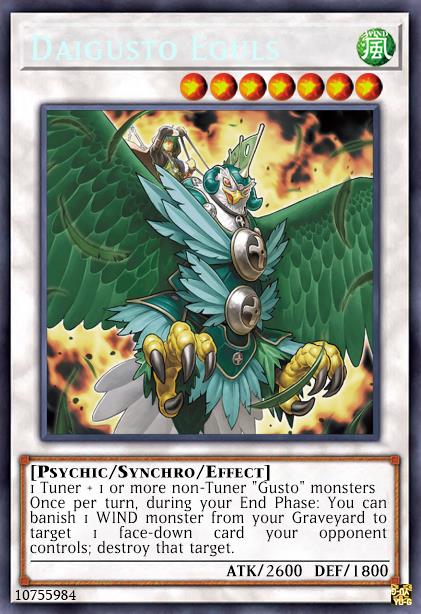 Daigusto Eguls
WIND
風
[Psychic/Synchro/Effect]
1 Tuner + 1 or more non-Tuner "Gusto" monsters
Once per turn, during your End Phase: You can
banish 1 WIND monster from your Graveyard to
target 1 face-down card your opponent
controls; destroy that target.
ATK/2600 DEF/1800
10755984